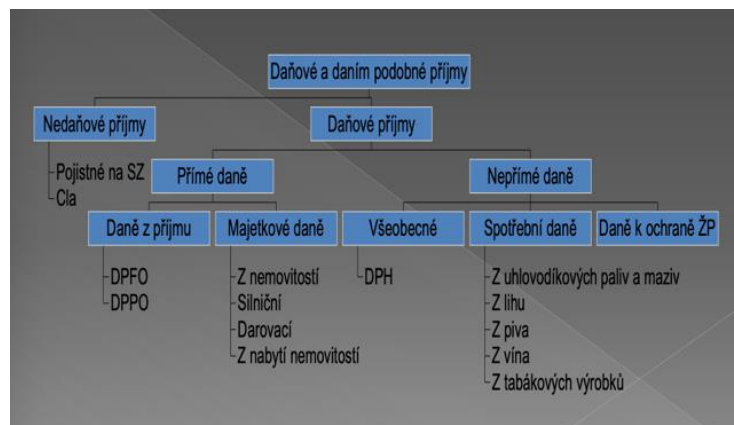 Daňové a daním podobné příjmy
Nedaňové příjmy
Daňové příjmy
Pojistné na SZ
Cla
Přímé daně
Nepřímé daně
Daně z příjmu
Majetkové daně
Všeobecné
Spotřební daně
Daně k ochraně ŽP
DPFO
DPPO
Z nemovitostí
Silniční
Darovací
Z nabytí nemovitostí
DPH
Z uhlovodíkových paliv a maziv
Z lihu
Z piva
Z vína
Z tabákových výrobků